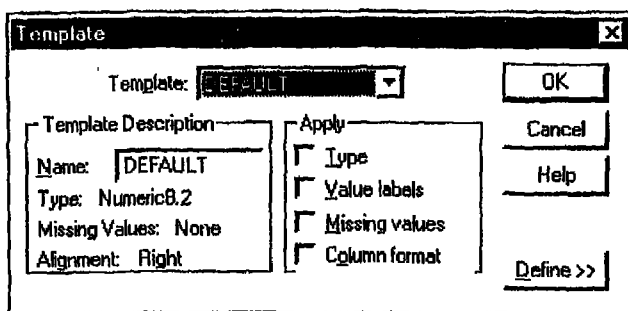 Template
Template: DEFAULT
OK
Template Description
Name: DEFAULT
Type: Numeric8.2
Missing Values: None
Alignment: Right
Apply
Type
Value labels
Missing values
Column format
Cancel
Help
Define >>